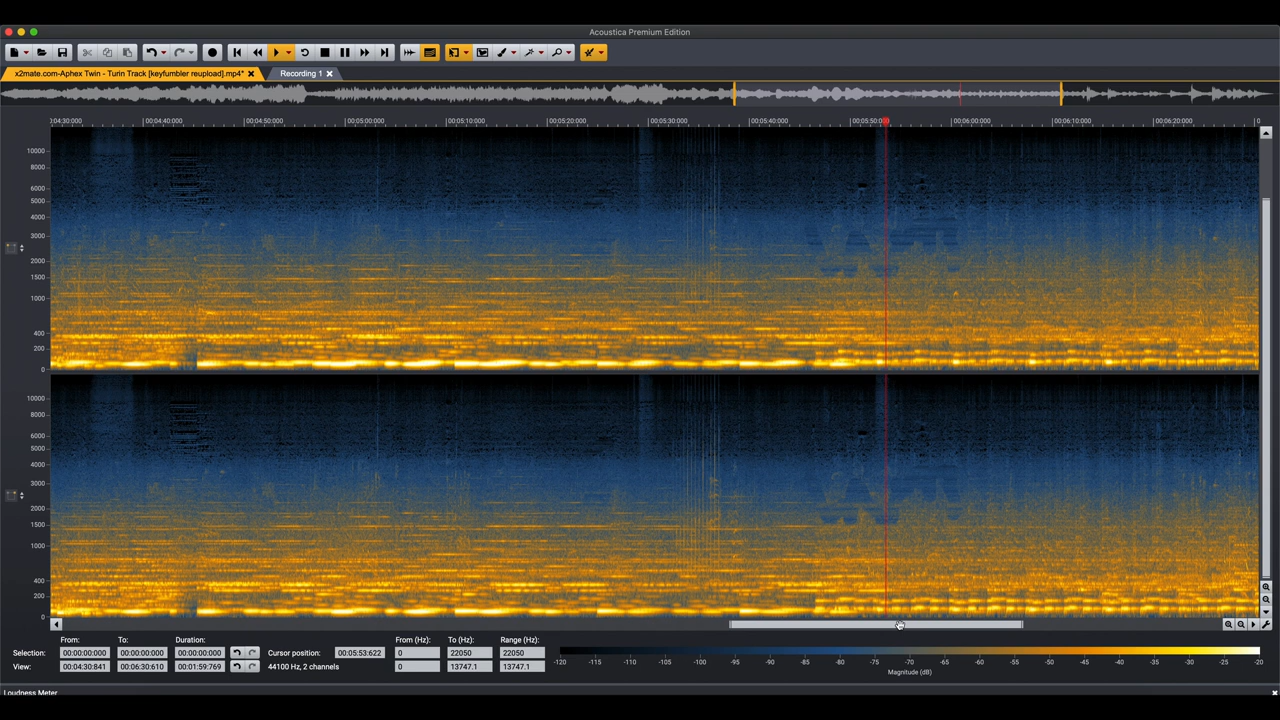 Acoustica Premium Edition
x2mate.com-Aphex Twin - Turin Track [keyfumbler reupload].mp4* Recording 1
:04:30:000 00:04:40:000 00:04:50:000 00:05:00:000 00:05:10:000 00:05:20:000 00:05:30:000 00:05:40:000 00:05:50:000 00:06:00:000 00:06:10:000 00:06:20:000 0
10000
8000
6000
5000
4000
3000
2000
1500
1000
400
200
0
10000
8000
6000
5000
4000
3000
2000
1500
1000
400
200
0
From: To: Duration: From (Hz): To (Hz): Range (Hz):
Selection: 00:00:00:000 00:00:00:000 00:00:00:000 Cursor position: 00:05:53:622 0 22050 22050
View: 00:04:30:841 00:06:30:610 00:01:59:769 44100 Hz, 2 channels 0 13747.1 13747.1
-120 -115 -110 -105 -100 -95 -90 -85 -80 -75 -70 -65 -60 -55 -50 -45 -40 -35 -30 -25 -20
Magnitude (dB)
Loudness Meter